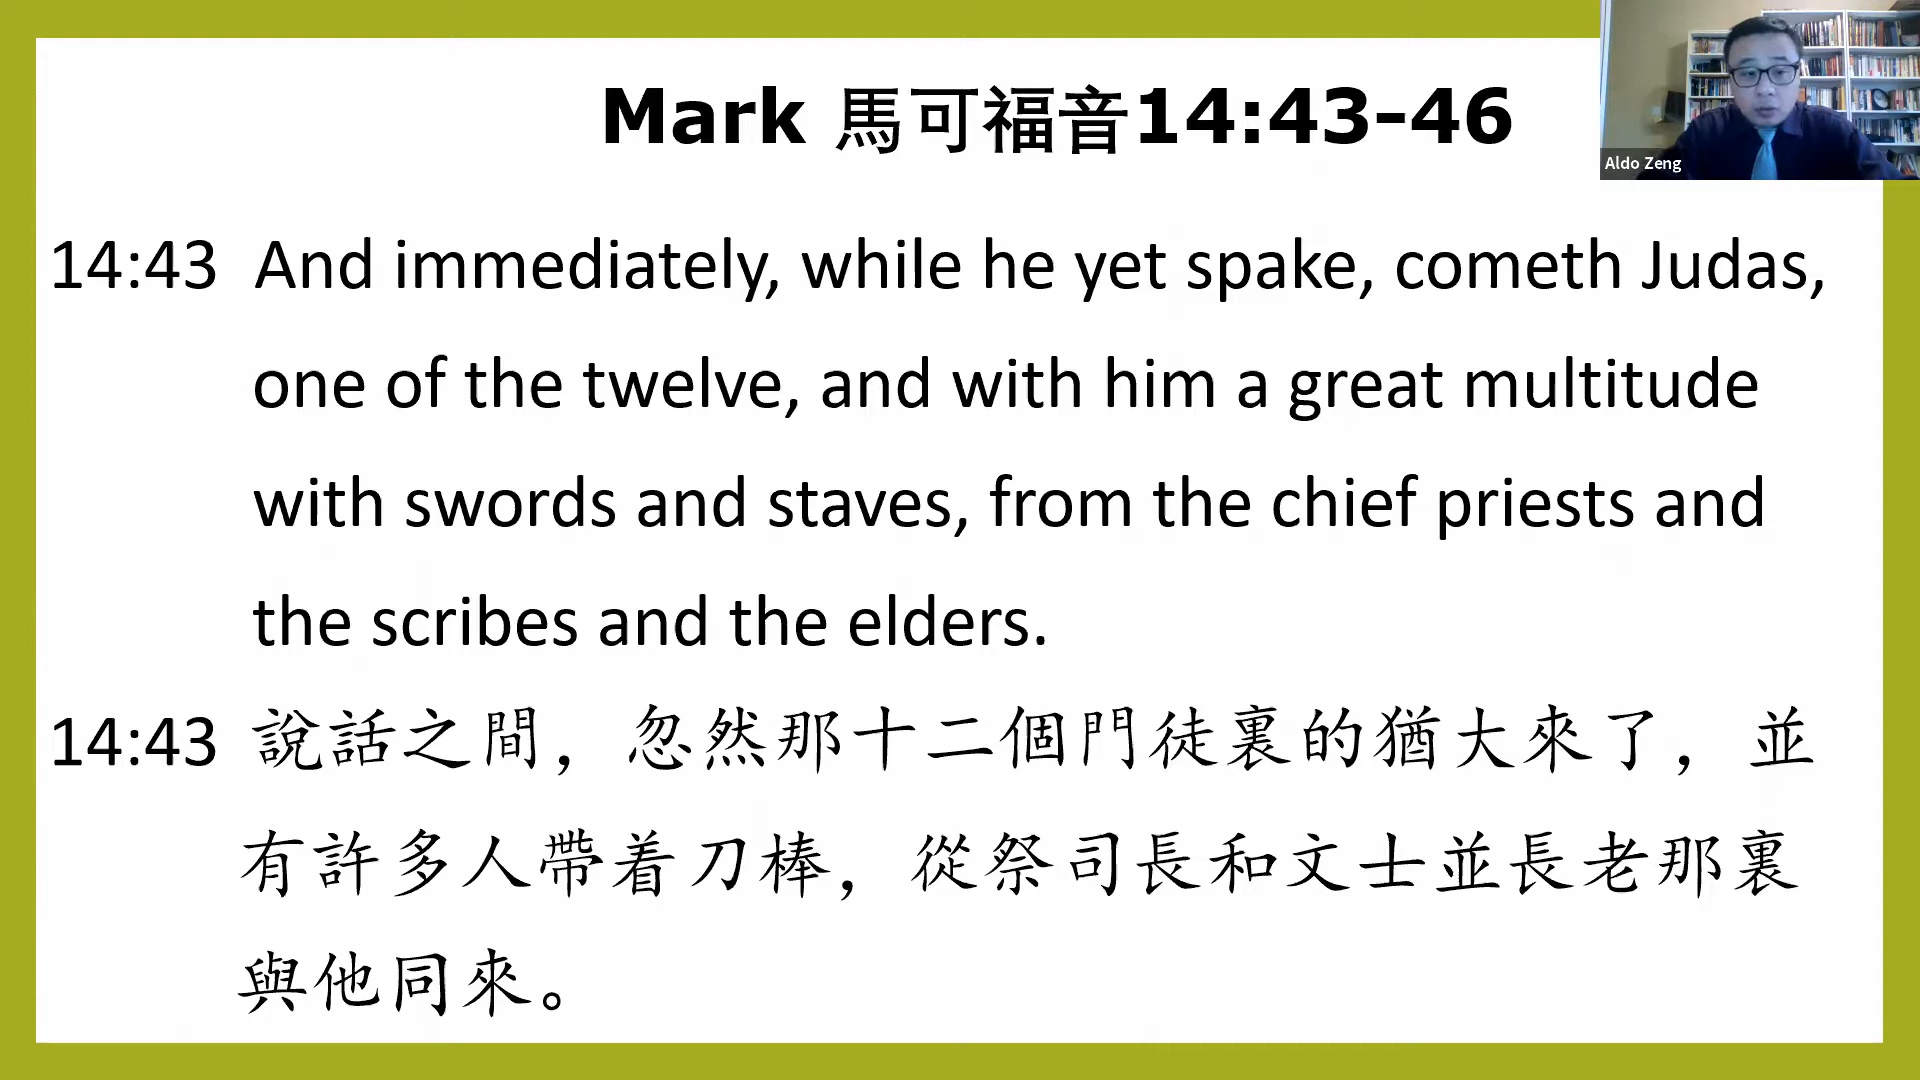 Mark 馬可福音14:43-46
Aldo Zeng
14:43 And immediately, while he yet spake, cometh Judas,
one of the twelve, and with him a great multitude
with swords and staves, from the chief priests and
the scribes and the elders.
14:43 說話之間，忽然那十二個門徒裏的猶大來了，並
有許多人帶着刀棒，從祭司長和文士並長老那裏
與他同來。